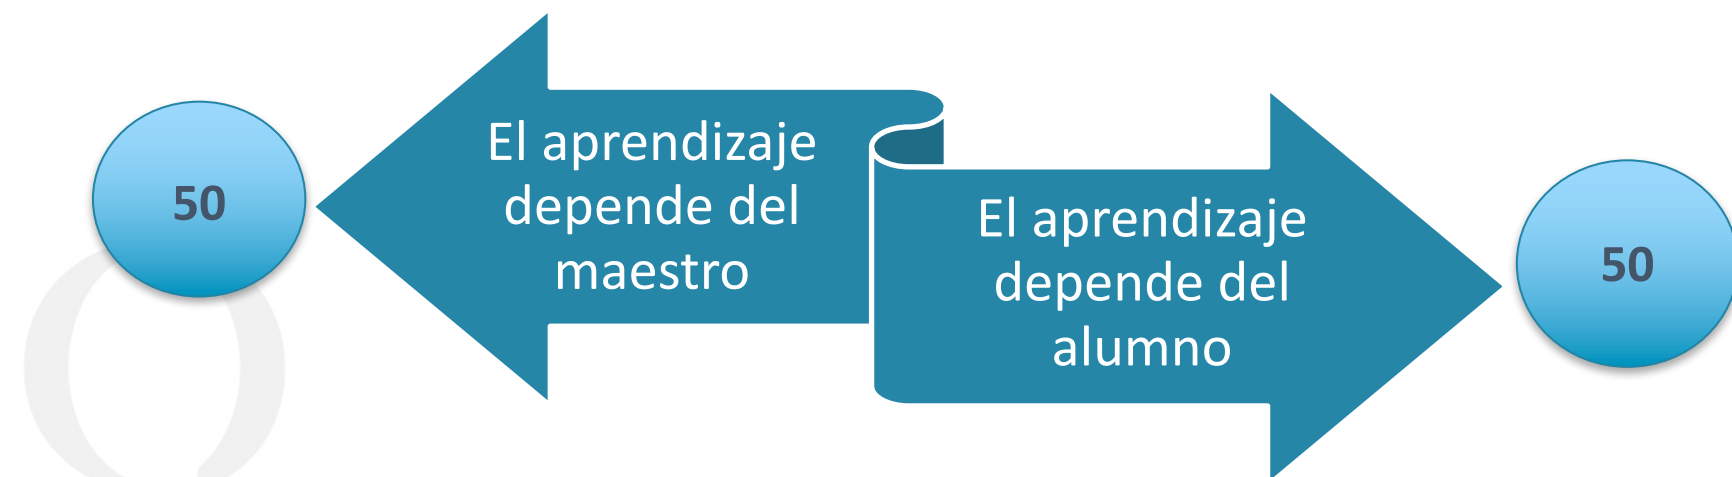 50
El aprendizaje
depende del
maestro
El aprendizaje
depende del
alumno
50